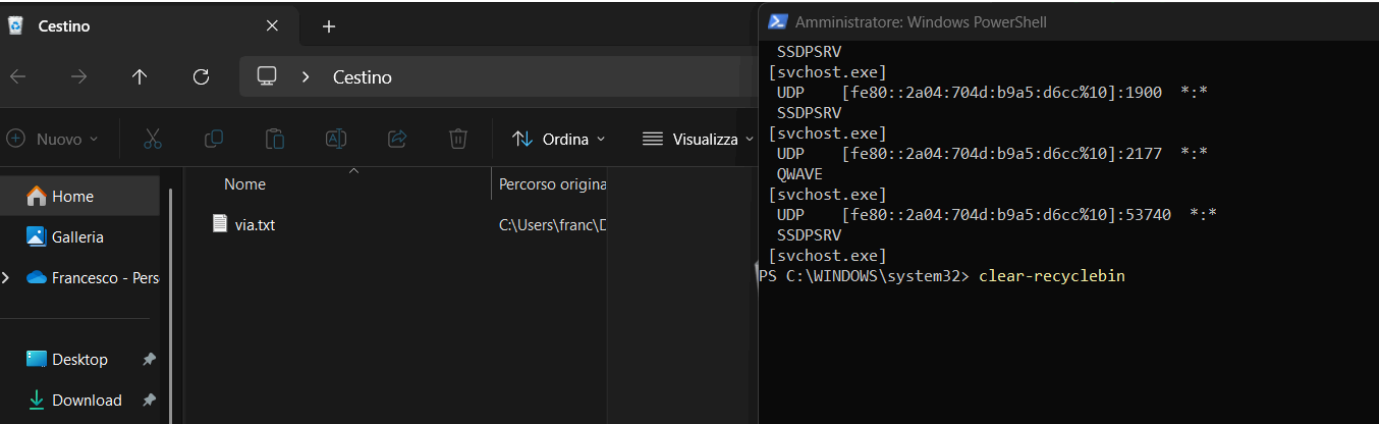 Cestino
Cestino
Nuovo
Ordina
Visualizza
Home
Galleria
Francesco - Pers
Desktop
Download
Nome
Percorso origina
via.txt
C:\Users\franc\D
Amministratore: Windows PowerShell
SSDPSRV
[svchost.exe]
UDP [fe80::2a04:704d:b9a5:d6cc%10]:1900 *:*
SSDPSRV
[svchost.exe]
UDP [fe80::2a04:704d:b9a5:d6cc%10]:2177 *:*
QWAVE
[svchost.exe]
UDP [fe80::2a04:704d:b9a5:d6cc%10]:53740 *:*
SSDPSRV
[svchost.exe]
PS C:\WINDOWS\system32> clear-recyclebin